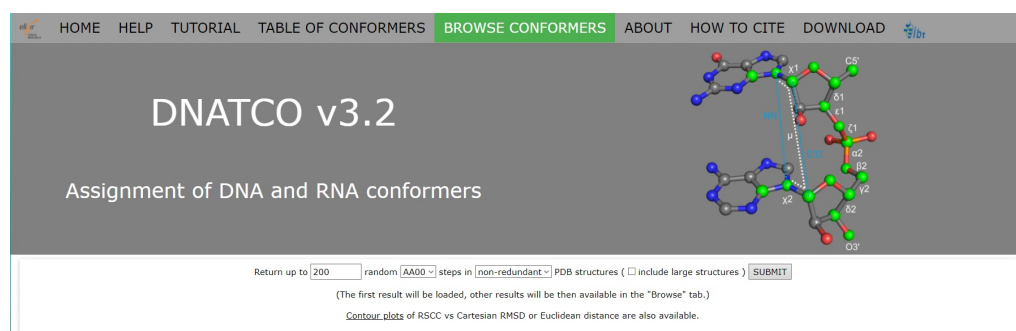 HOME HELP TUTORIAL TABLE OF CONFORMERS BROWSE CONFORMERS ABOUT HOW TO CITE DOWNLOAD
DNATCO v3.2
Assignment of DNA and RNA conformers
C5'
χ1
δ1
ε1
ζ1
μ
α2
β2
γ2
χ2
δ2
O3'
Return up to 200 random AA00 steps in non-redundant PDB structures ( include large structures ) SUBMIT
(The first result will be loaded, other results will be then available in the "Browse" tab.)
Contour plots of RSCC vs Cartesian RMSD or Euclidean distance are also available.